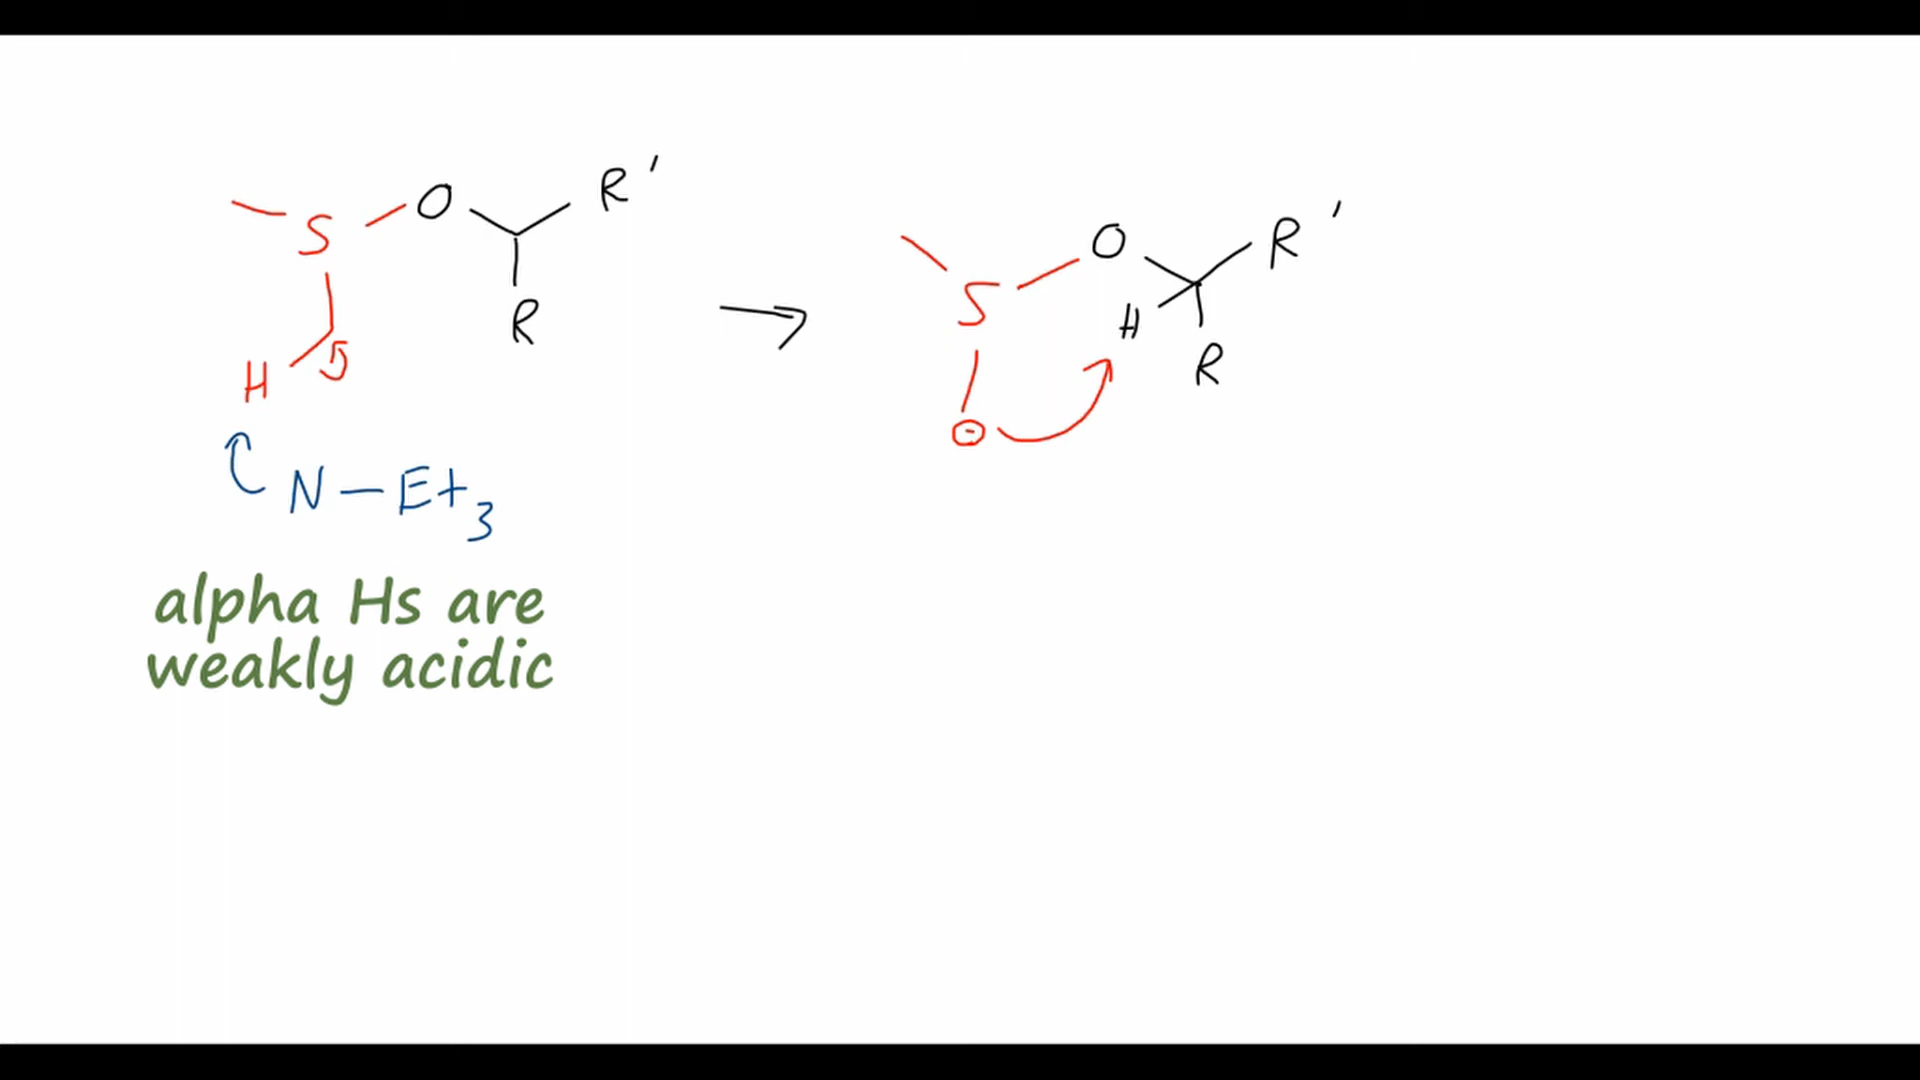 S O R'
R
H
N-Et3
alpha Hs are
weakly acidic
S O R'
H
R